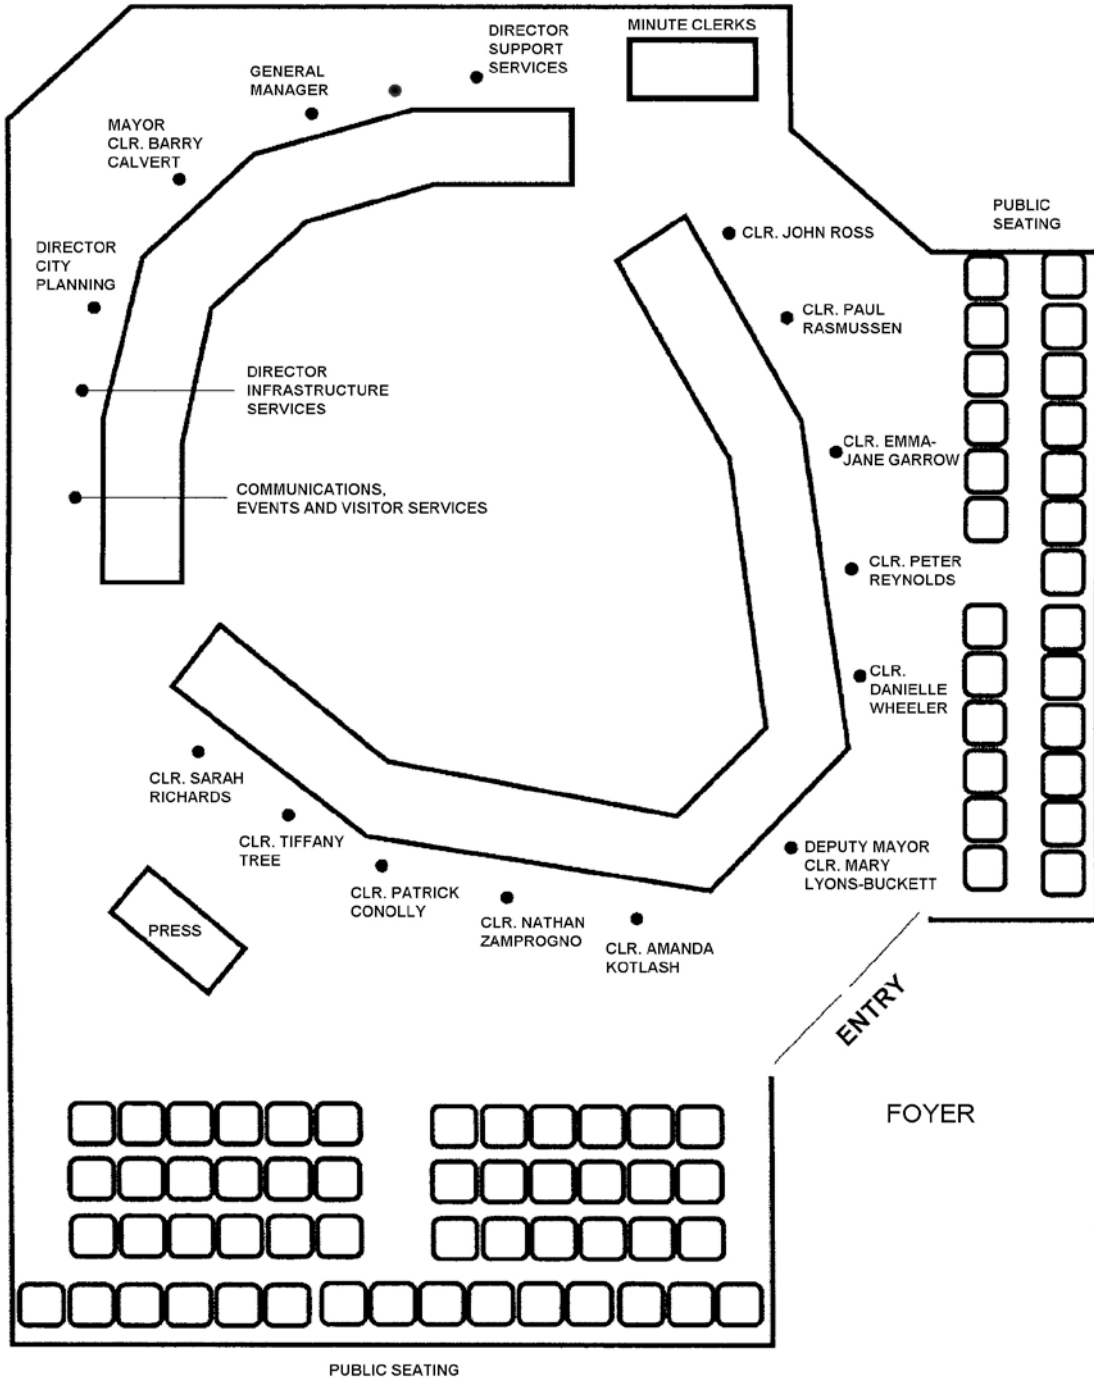 MINUTE CLERKS
DIRECTOR
SUPPORT
SERVICES
GENERAL
MANAGER
MAYOR
CLR. BARRY
CALVERT
DIRECTOR
CITY
PLANNING
DIRECTOR
INFRASTRUCTURE
SERVICES
COMMUNICATIONS,
EVENTS AND VISITOR SERVICES
PUBLIC
SEATING
CLR. JOHN ROSS
CLR. PAUL
RASMUSSEN
CLR. EMMA-
JANE GARROW
CLR. PETER
REYNOLDS
CLR.
DANIELLE
WHEELER
DEPUTY MAYOR
CLR. MARY
LYONS-BUCKETT
CLR. SARAH
RICHARDS
CLR. TIFFANY
TREE
CLR. PATRICK
CONOLLY
CLR. NATHAN
ZAMPROGNO
CLR. AMANDA
KOTLASH
PRESS
ENTRY
FOYER
PUBLIC SEATING